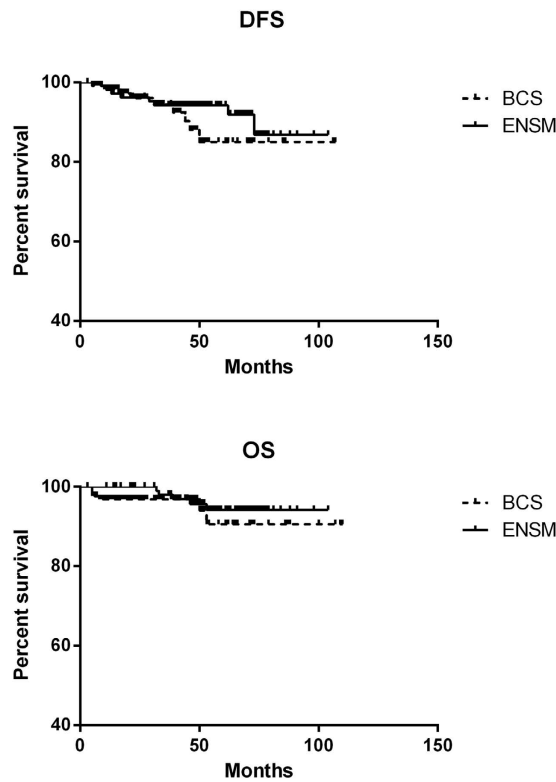 DFS
100
80
60
40
Percent survival
0 50 100 150
Months
BCS
ENSM
OS
100
80
60
40
Percent survival
0 50 100 150
Months
BCS
ENSM